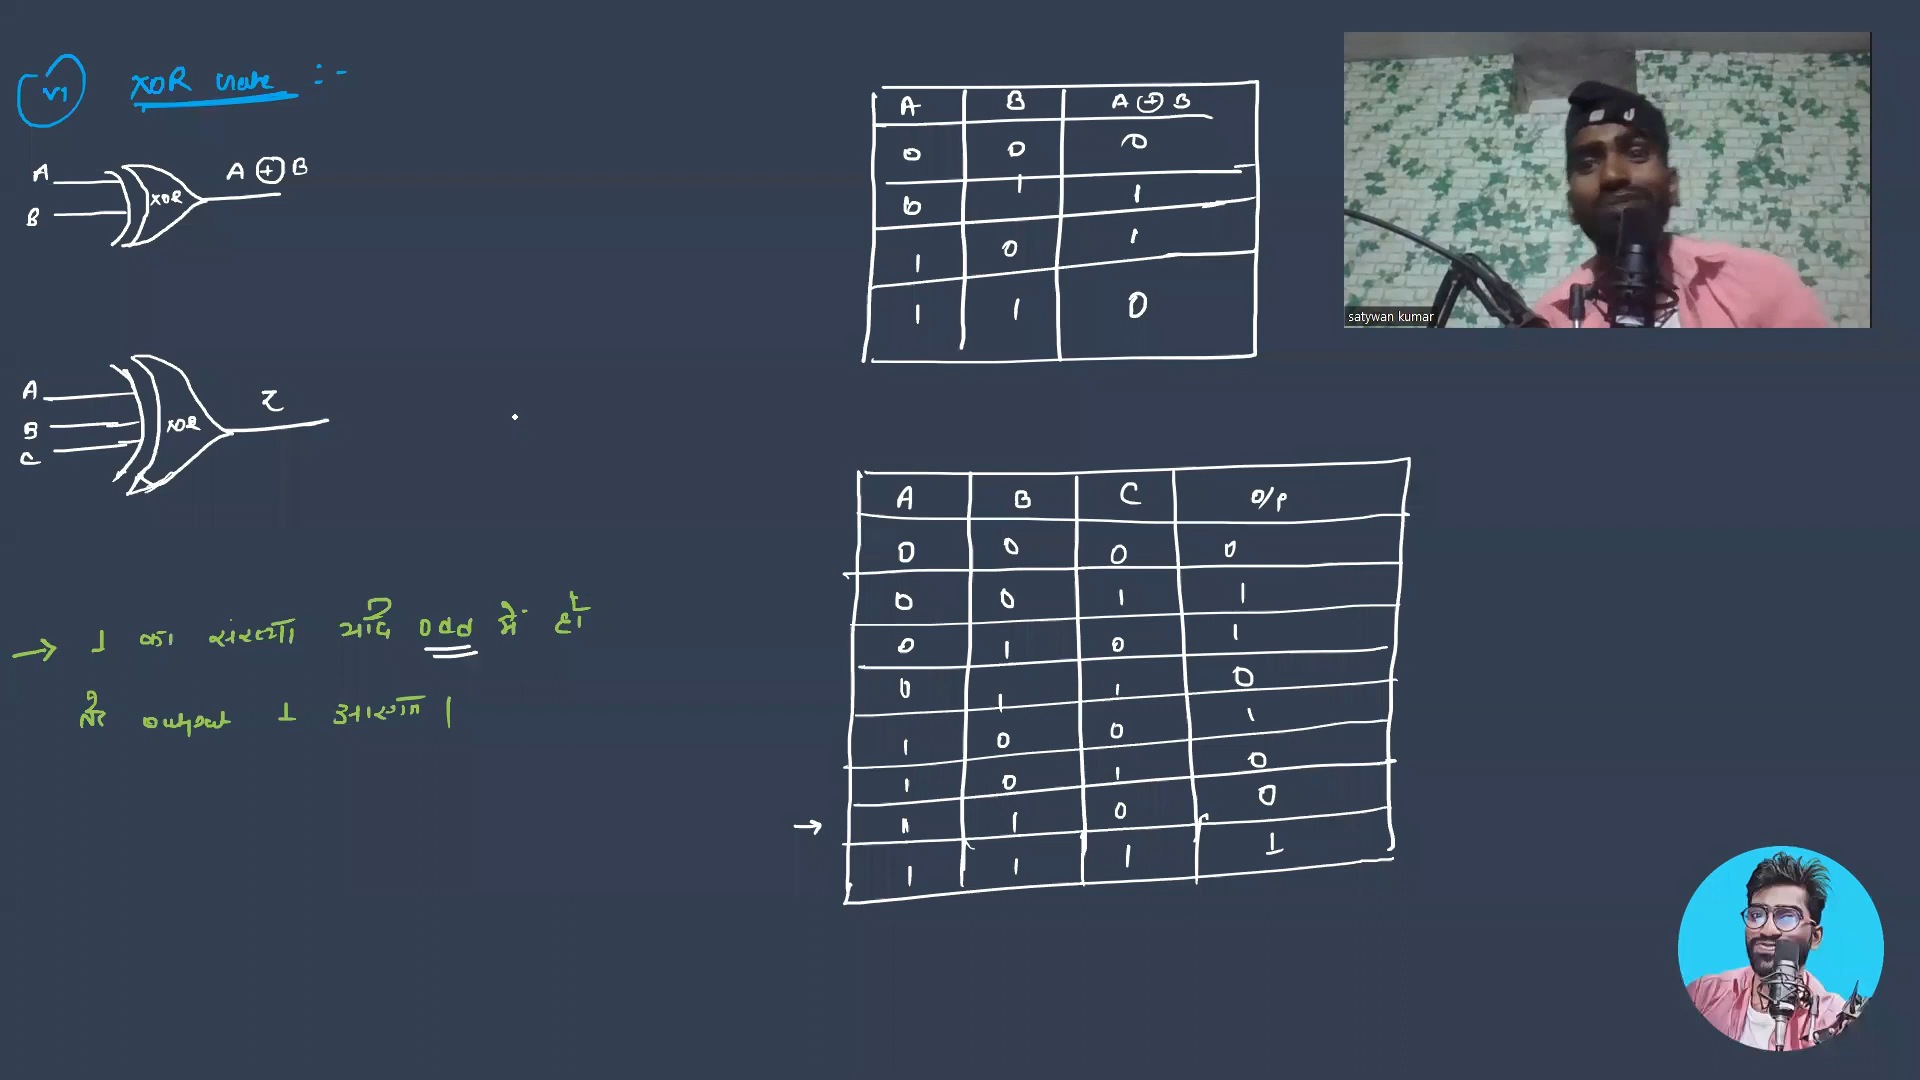 VI XOR Gate :-
A
B
XOR
A ⊕ B
A
B
C
XOR
Z
→ 1 का संख्या यदि odd में हो
तो output 1 आएगा |
A B A ⊕ B
0 0 0
0 1 1
1 0 1
1 1 0
A B C O/P
0 0 0 0
0 0 1 1
0 1 0 1
0 1 1 0
1 0 0 1
1 0 1 0
→ 1 1 0 0
1 1 1 1
satywan kumar